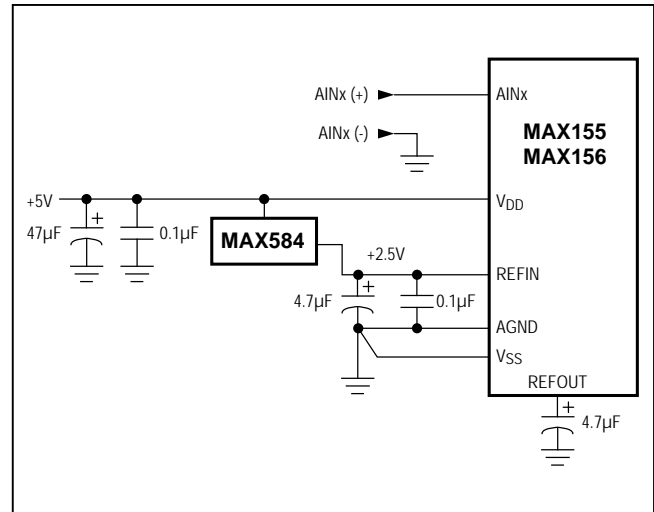 AINx (+)
AINx
AINx (-)
MAX155
MAX156
+5V
VDD
+
47µF
0.1µF
MAX584
+2.5V
REFIN
+
4.7µF
0.1µF
AGND
VSS
REFOUT
+
4.7µF